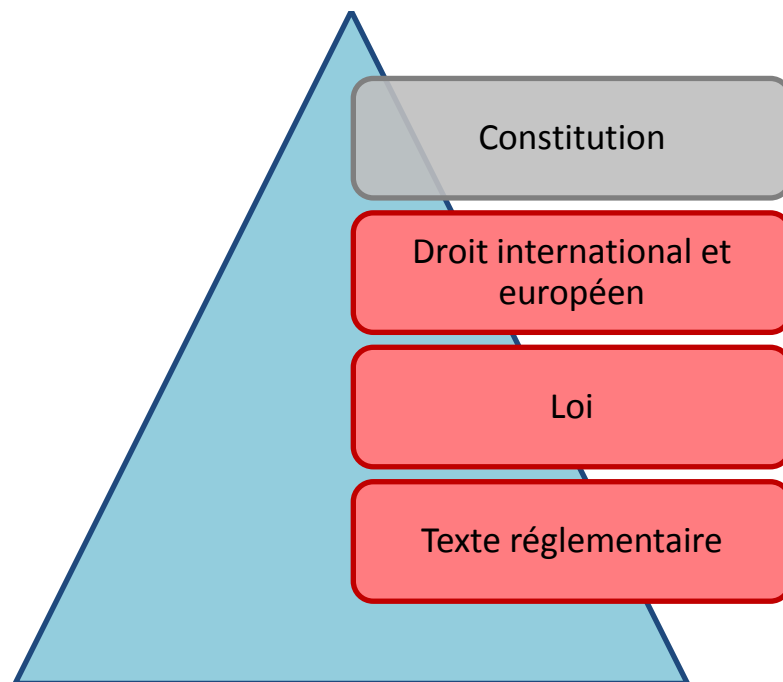 Constitution
Droit international et
européen
Loi
Texte réglementaire